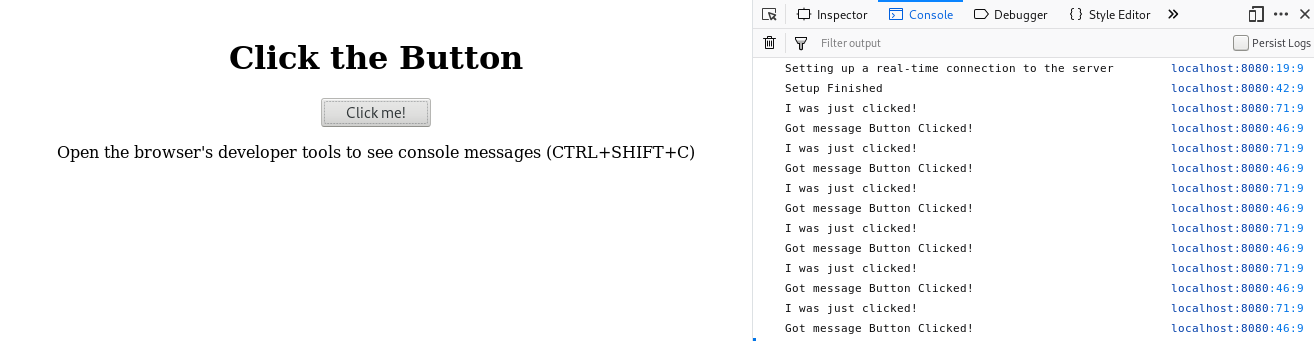 Click the Button
Click me!
Open the browser's developer tools to see console messages (CTRL+SHIFT+C)
Inspector Console Debugger Style Editor
Filter output Persist Logs
Setting up a real-time connection to the server localhost:8080:19:9
Setup Finished localhost:8080:42:9
I was just clicked! localhost:8080:71:9
Got message Button Clicked! localhost:8080:46:9
I was just clicked! localhost:8080:71:9
Got message Button Clicked! localhost:8080:46:9
I was just clicked! localhost:8080:71:9
Got message Button Clicked! localhost:8080:46:9
I was just clicked! localhost:8080:71:9
Got message Button Clicked! localhost:8080:46:9
I was just clicked! localhost:8080:71:9
Got message Button Clicked! localhost:8080:46:9
I was just clicked! localhost:8080:71:9
Got message Button Clicked! localhost:8080:46:9